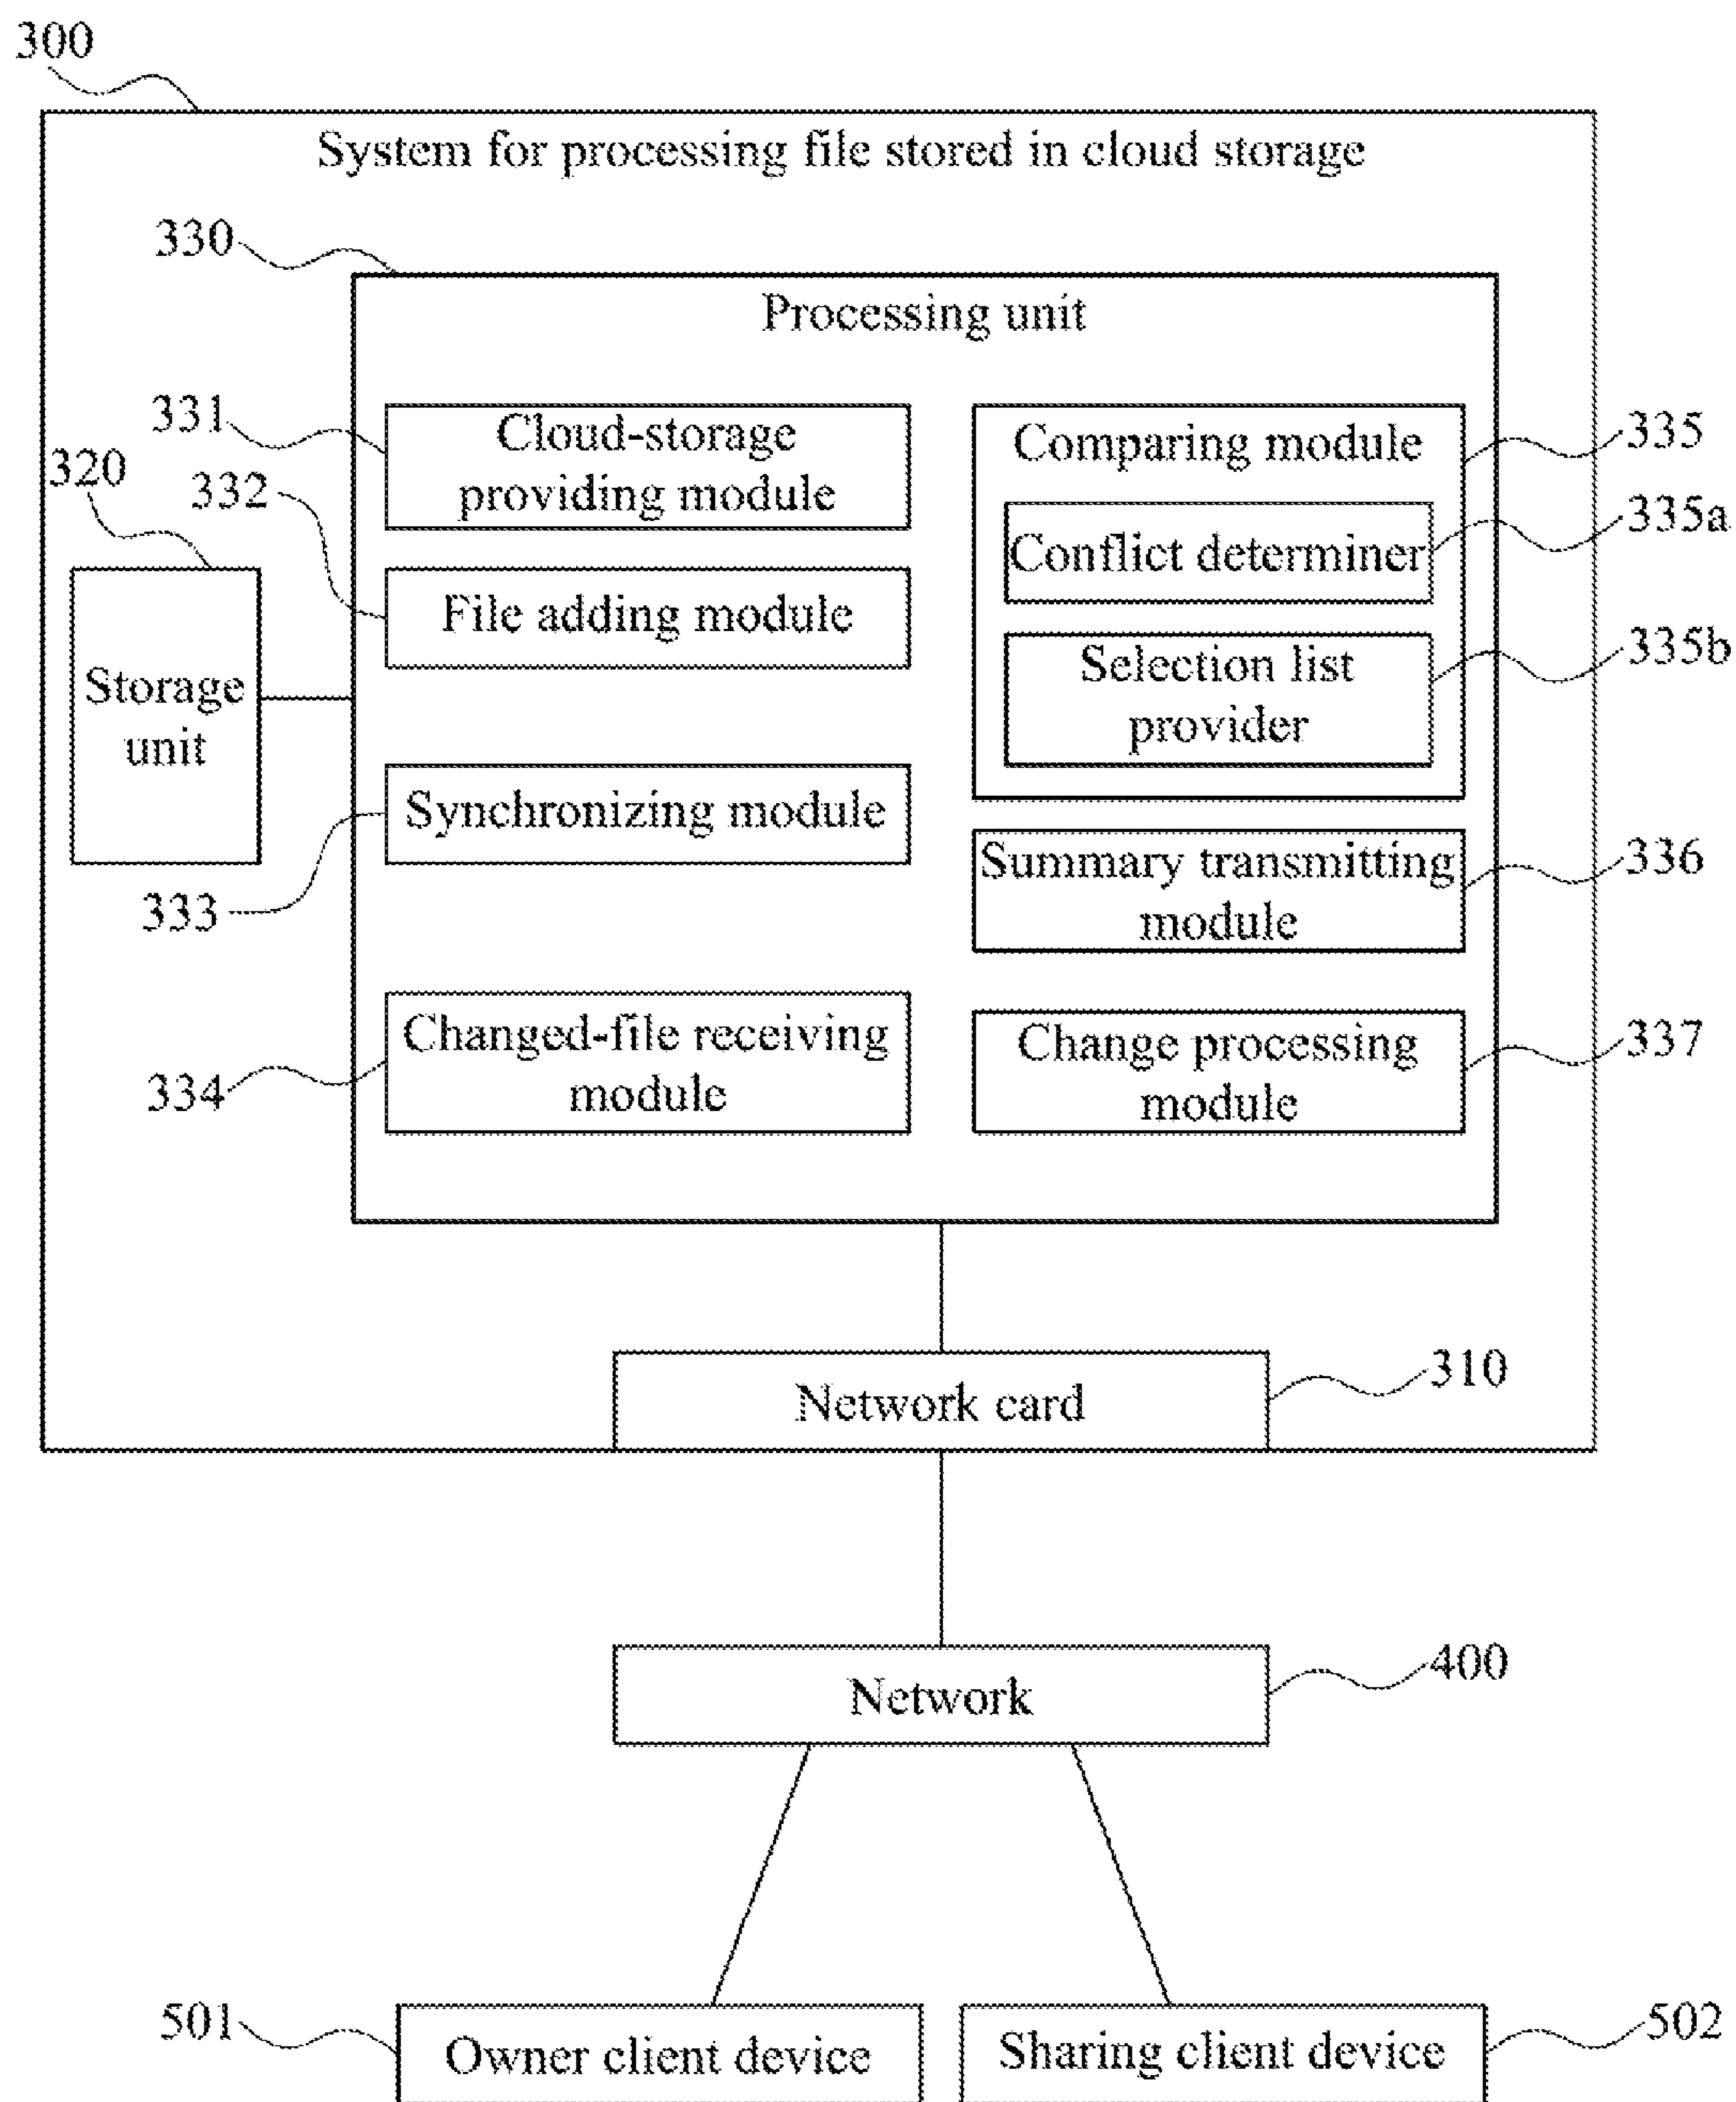 300
System for processing file stored in cloud storage
330
Processing unit
331
Cloud-storage
providing module
332
File adding module
320
Storage
unit
Synchronizing module
333
Changed-file receiving
module
334
Comparing module
335
Conflict determiner
335a
Selection list
provider
335b
Summary transmitting
module
336
Change processing
module
337
Network card
310
Network
400
501
Owner client device
Sharing client device
502